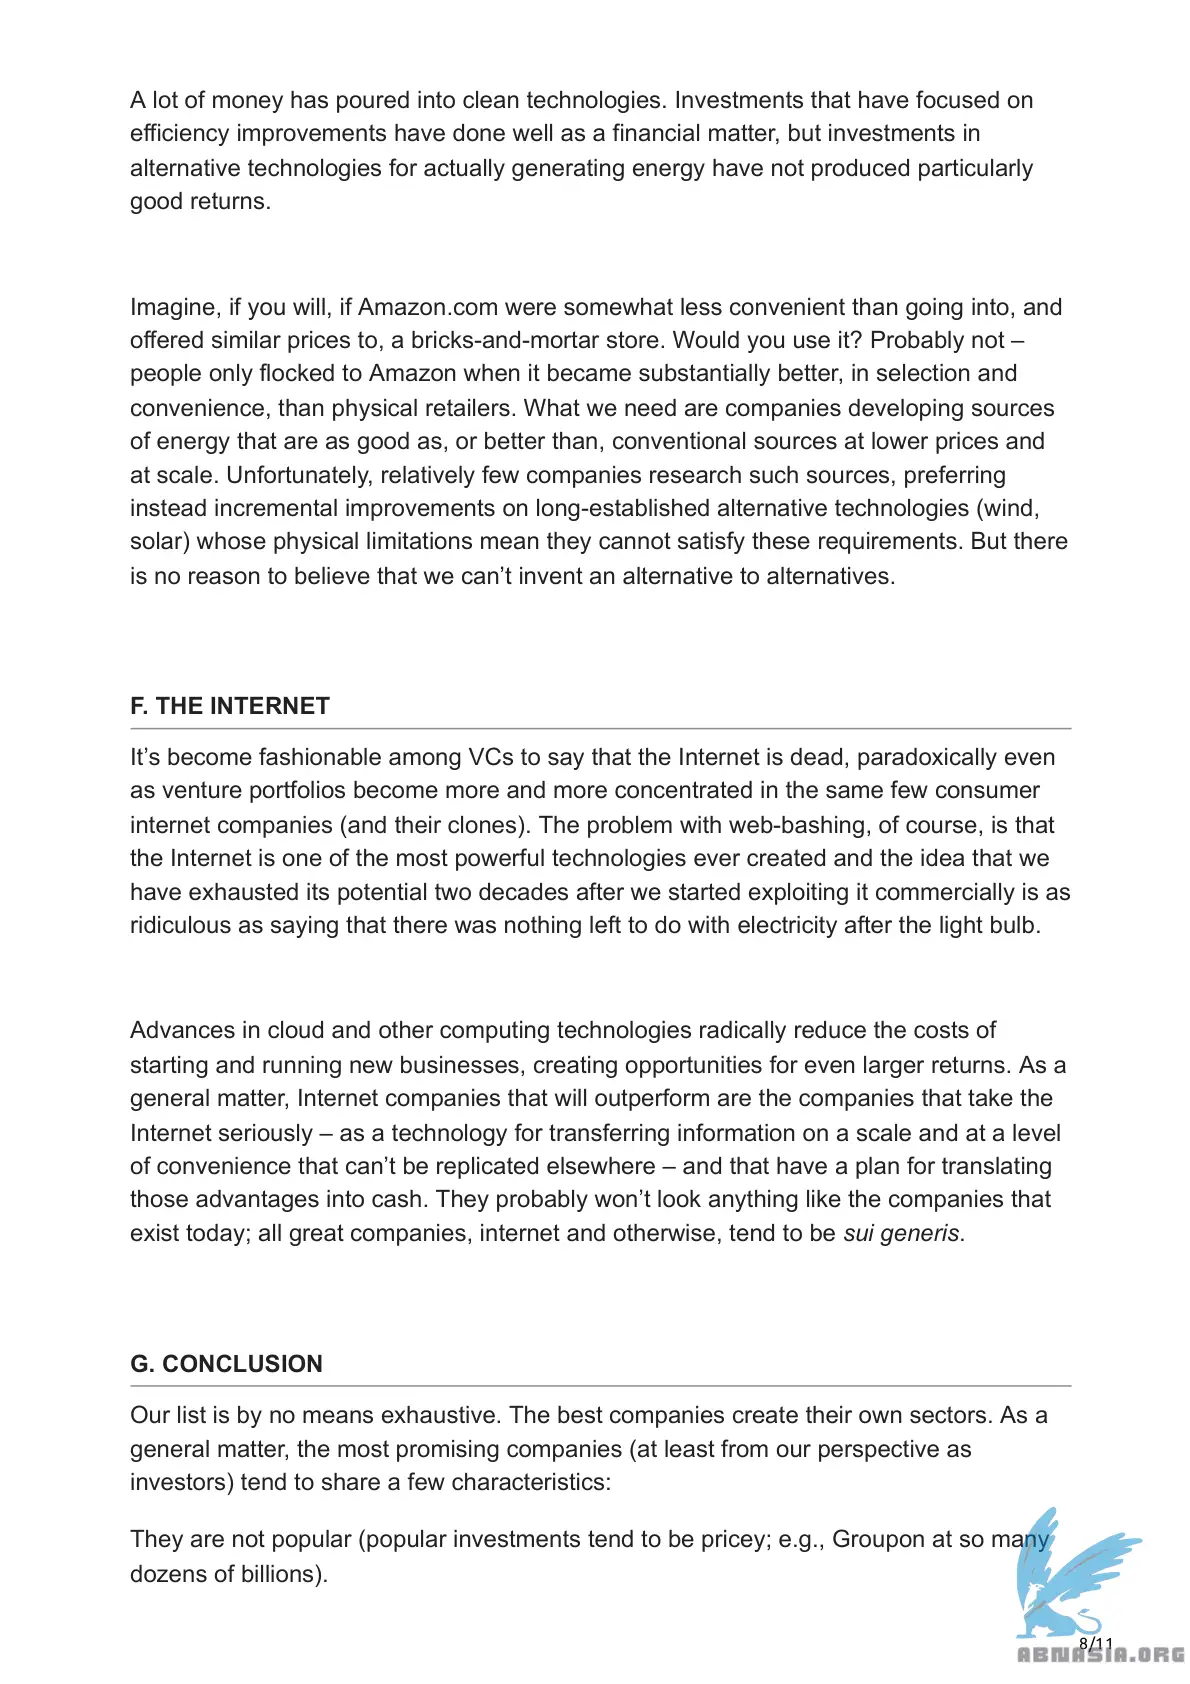 A lot of money has poured into clean technologies. Investments that have focused on
efficiency improvements have done well as a financial matter, but investments in
alternative technologies for actually generating energy have not produced particularly
good returns.
Imagine, if you will, if Amazon.com were somewhat less convenient than going into, and
offered similar prices to, a bricks-and-mortar store. Would you use it? Probably not –
people only flocked to Amazon when it became substantially better, in selection and
convenience, than physical retailers. What we need are companies developing sources
of energy that are as good as, or better than, conventional sources at lower prices and
at scale. Unfortunately, relatively few companies research such sources, preferring
instead incremental improvements on long-established alternative technologies (wind,
solar) whose physical limitations mean they cannot satisfy these requirements. But there
is no reason to believe that we can’t invent an alternative to alternatives.
F. THE INTERNET
It’s become fashionable among VCs to say that the Internet is dead, paradoxically even
as venture portfolios become more and more concentrated in the same few consumer
internet companies (and their clones). The problem with web-bashing, of course, is that
the Internet is one of the most powerful technologies ever created and the idea that we
have exhausted its potential two decades after we started exploiting it commercially is as
ridiculous as saying that there was nothing left to do with electricity after the light bulb.
Advances in cloud and other computing technologies radically reduce the costs of
starting and running new businesses, creating opportunities for even larger returns. As a
general matter, Internet companies that will outperform are the companies that take the
Internet seriously – as a technology for transferring information on a scale and at a level
of convenience that can’t be replicated elsewhere – and that have a plan for translating
those advantages into cash. They probably won’t look anything like the companies that
exist today; all great companies, internet and otherwise, tend to be sui generis.
G. CONCLUSION
Our list is by no means exhaustive. The best companies create their own sectors. As a
general matter, the most promising companies (at least from our perspective as
investors) tend to share a few characteristics:
They are not popular (popular investments tend to be pricey; e.g., Groupon at so many
dozens of billions).
8/11
ABNASIA.ORG